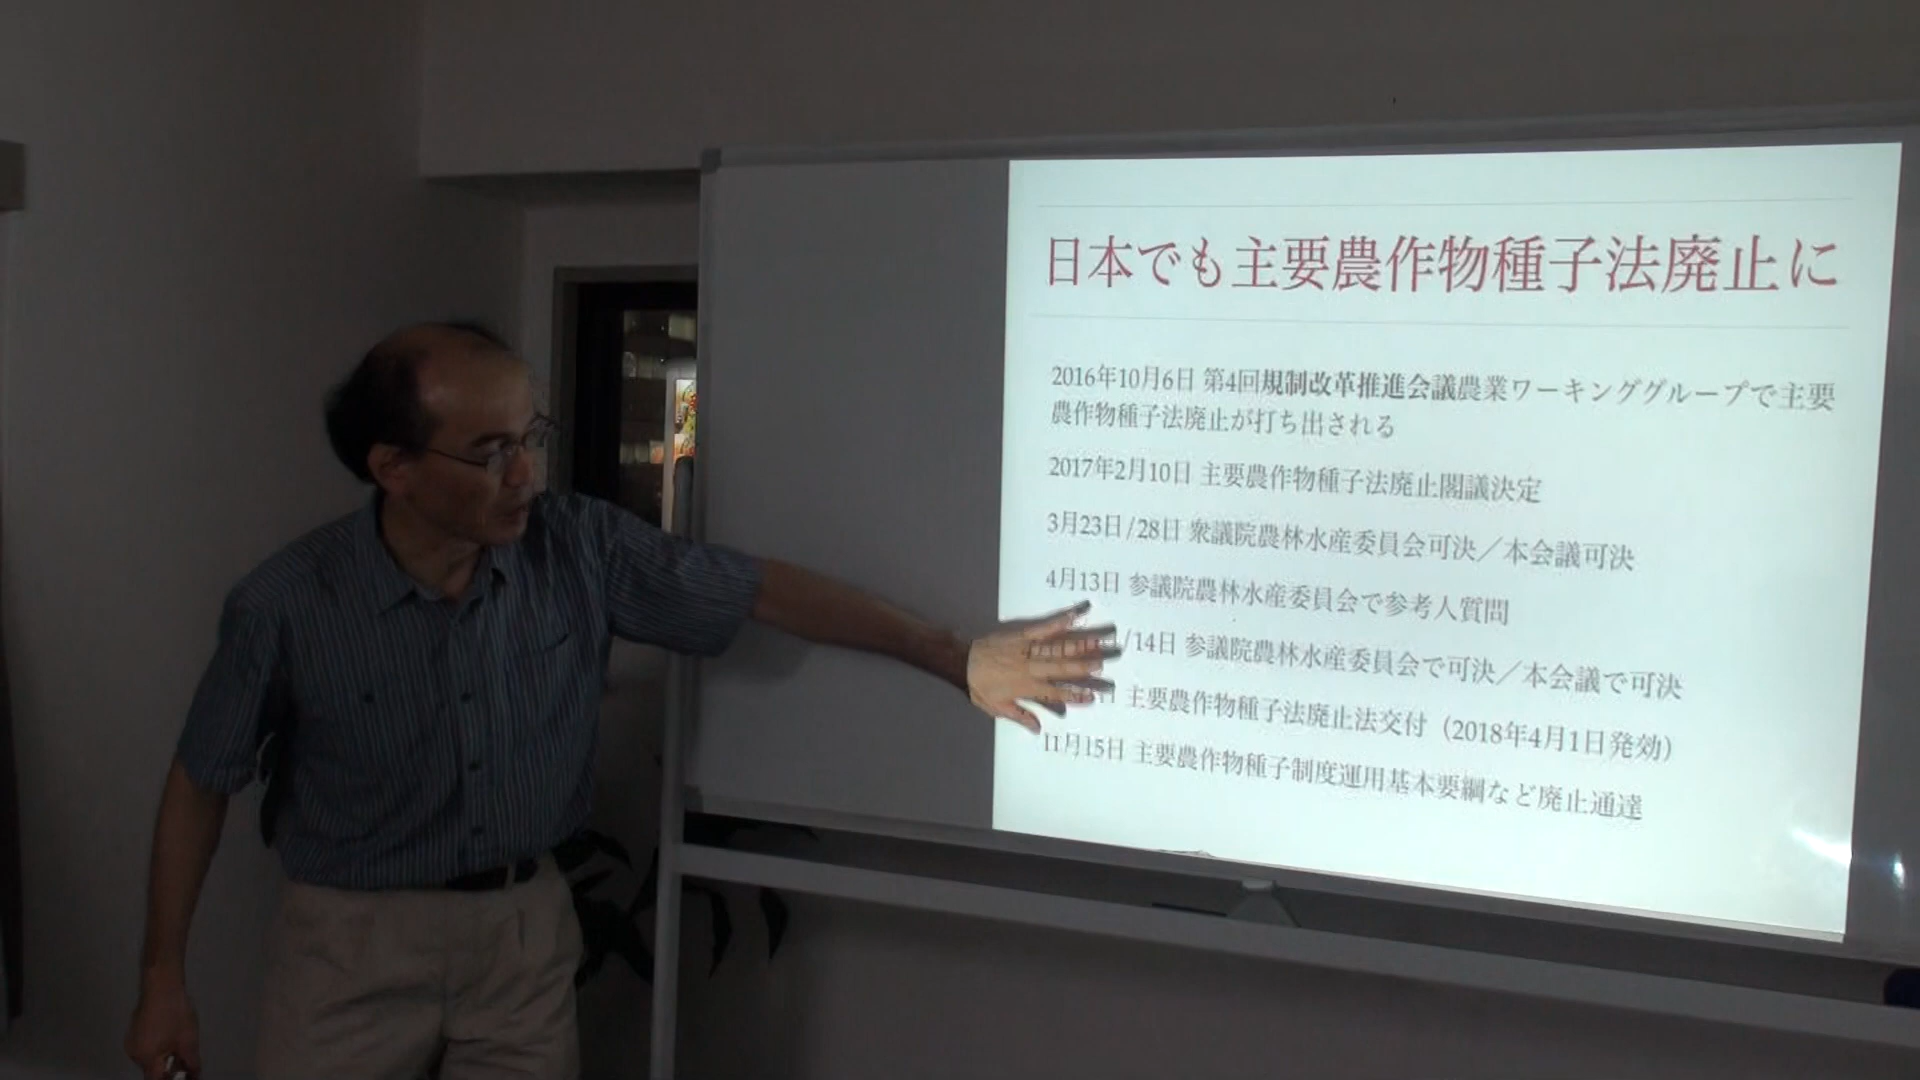 日本でも主要農作物種子法廃止に
2016年10月6日 第4回規制改革推進会議農業ワーキンググループで主要
農作物種子法廃止が打ち出される
2017年2月10日 主要農作物種子法廃止閣議決定
3月23日/28日 衆議院農林水産委員会可決／本会議可決
4月13日 参議院農林水産委員会で参考人質問
/14日 参議院農林水産委員会で可決／本会議で可決
主要農作物種子法廃止法交付（2018年4月1日発効）
11月15日 主要農作物種子制度運用基本要綱など廃止通達